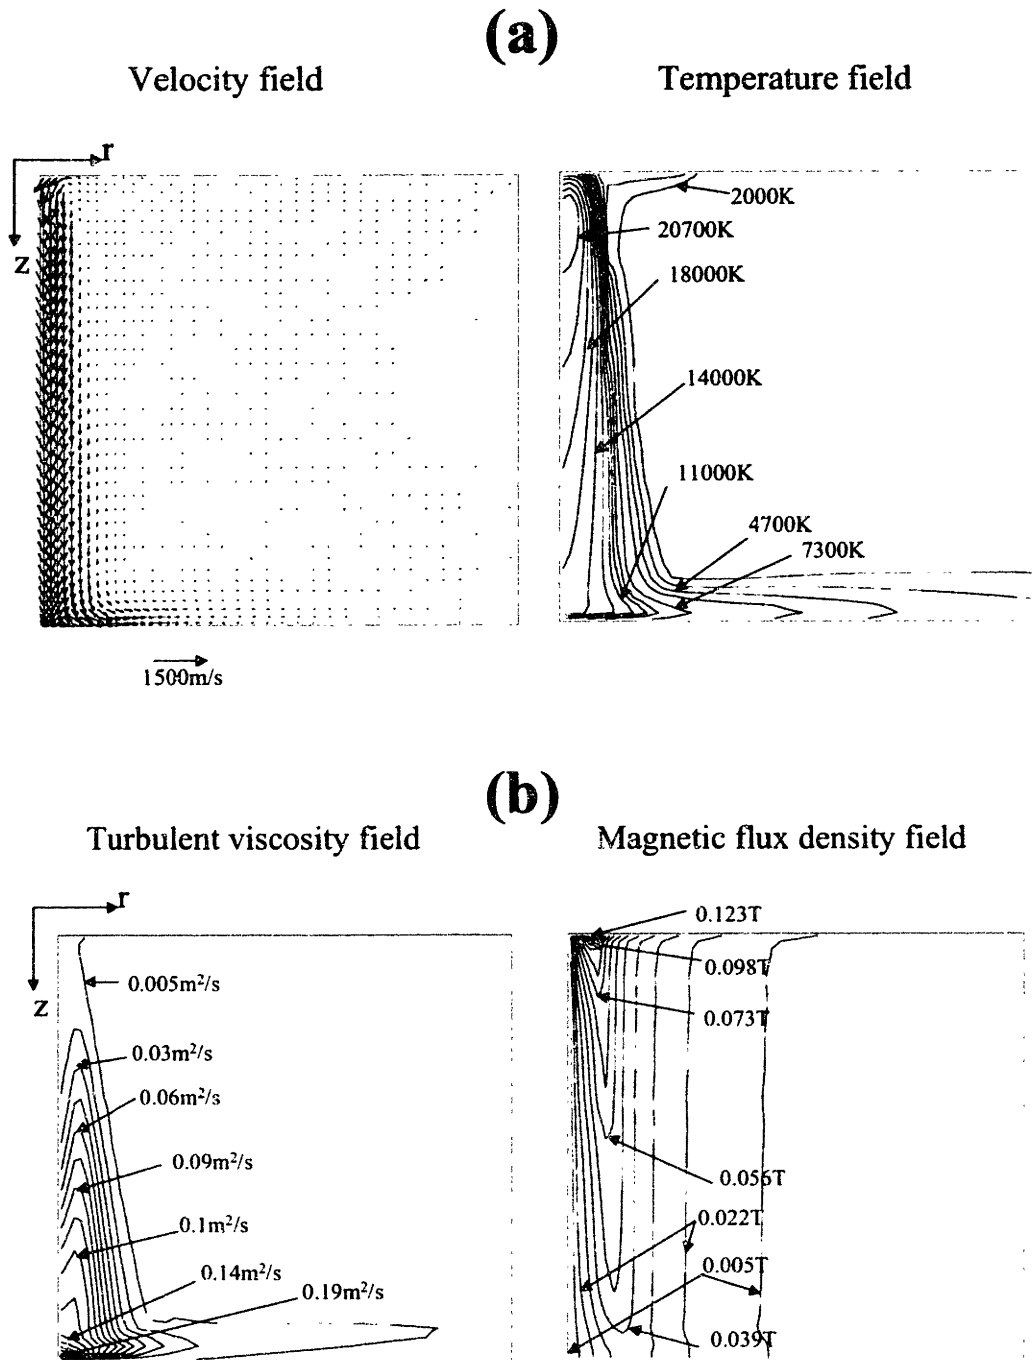 (a)
Velocity field
Temperature field
r
z
2000K
20700K
18000K
14000K
11000K
4700K
7300K
1500m/s
(b)
Turbulent viscosity field
Magnetic flux density field
r
z
0.005m²/s
0.03m²/s
0.06m²/s
0.09m²/s
0.1m²/s
0.14m²/s
0.19m²/s
0.123T
0.098T
0.073T
0.056T
0.022T
0.005T
0.039T